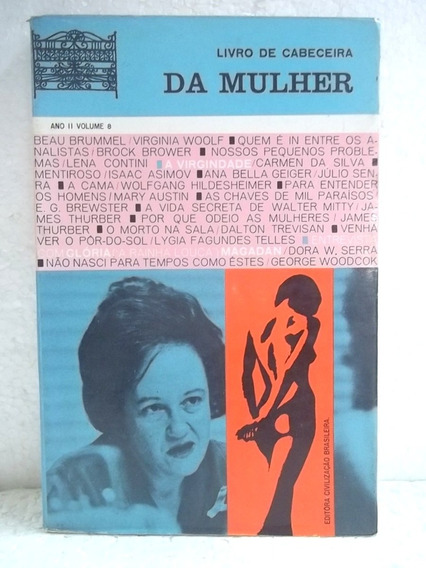 LIVRO DE CABECEIRA
DA MULHER
ANO II VOLUME 6
BEAU BRUMMEL/VIRGINIA WOOLF ∎ QUEM É IN ENTRE OS A-
NALISTAS/BROCK BROWER ∎ NOSSOS PEQUENOS PROBLE-
MAS/LENA CONTINI ∎ A VIRGINDADE/CARMEN DA SILVA ∎
MENTIROSO/ISAAC ASIMOV ∎ ANA BELLA GEIGER/JÚLIO SEN-
RA ∎ A CAMA/WOLFGANG HILDESHEIMER ∎ PARA ENTENDER
OS HOMENS/MARY AUSTIN ∎ AS CHAVES DE MIL PARAÍSOS/
E. G. BREWSTER ∎ A VIDA SECRETA DE WALTER MITTY/JA-
MES THURBER ∎ POR QUE ODEIO AS MULHERES/JAMES
THURBER ∎ O MORTO NA SALA/DALTON TREVISAN ∎ VENHA
VER O PÔR-DO-SOL/LYGIA FAGUNDES TELLES ∎
GLÓRIA MAGADAN/DORA W. SERRA
∎ NÃO NASCI PARA TEMPOS COMO ÊSTES/GEORGE WOODCOK
EDITORA CIVILIZAÇÃO BRASILEIRA